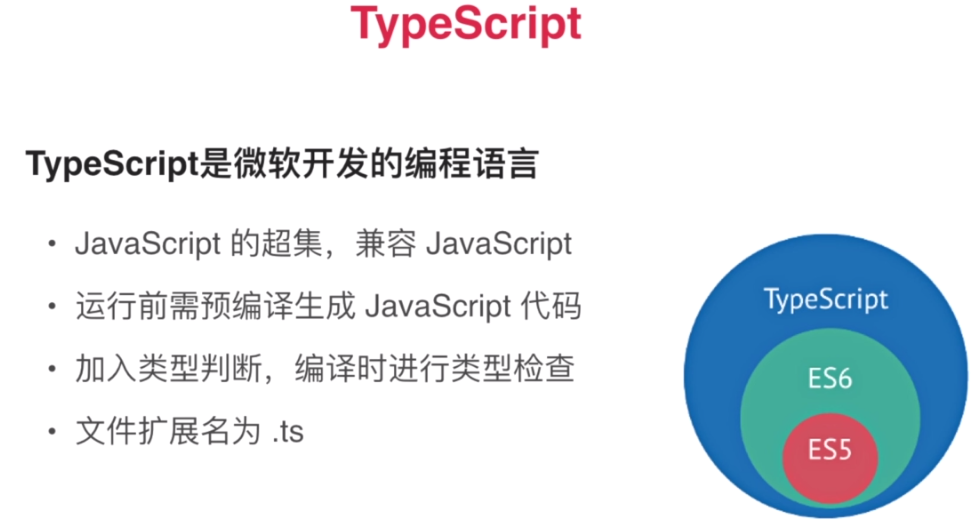 TypeScript
TypeScript是微软开发的编程语言
• JavaScript 的超集，兼容 JavaScript
• 运行前需预编译生成 JavaScript 代码
• 加入类型判断，编译时进行类型检查
• 文件扩展名为 .ts
TypeScript
ES6
ES5